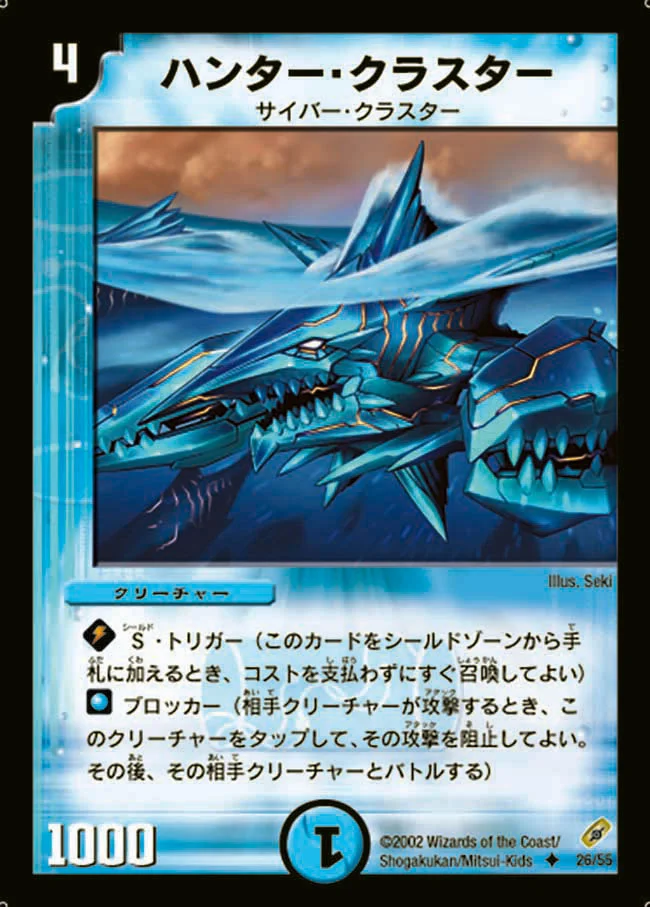 4
ハンター・クラスター
サイバー・クラスター
Illus. Seki
クリーチャー
S・トリガー（このカードをシールドゾーンから手
札に加えるとき、コストを支払わずにすぐ召喚してよい）
ブロッカー（相手クリーチャーが攻撃するとき、こ
のクリーチャーをタップして、その攻撃を阻止してよい。
その後、その相手クリーチャーとバトルする）
1000
1
©2002 Wizards of the Coast/
Shogakukan/Mitsui-Kids
26/55